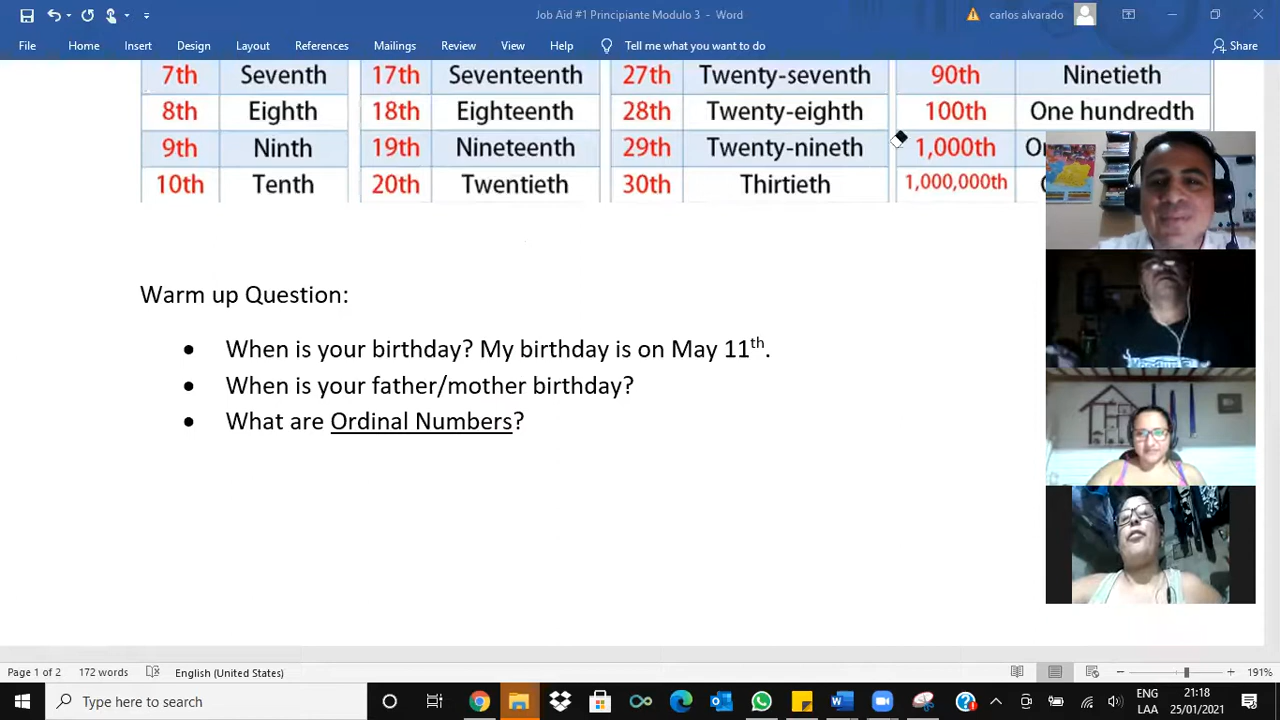 Job Aid #1 Principiante Modulo 3 - Word
carlos alvarado
File Home Insert Design Layout References Mailings Review View Help Tell me what you want to do Share
7th Seventh 17th Seventeenth 27th Twenty-seventh 90th Ninetieth
8th Eighth 18th Eighteenth 28th Twenty-eighth 100th One hundredth
9th Ninth 19th Nineteenth 29th Twenty-nineth 1,000th
10th Tenth 20th Twentieth 30th Thirtieth 1,000,000th
Warm up Question:
• When is your birthday? My birthday is on May 11th.
• When is your father/mother birthday?
• What are Ordinal Numbers?
Page 1 of 2 172 words English (United States) 191%
Type here to search ENG 21:18
LAA 25/01/2021